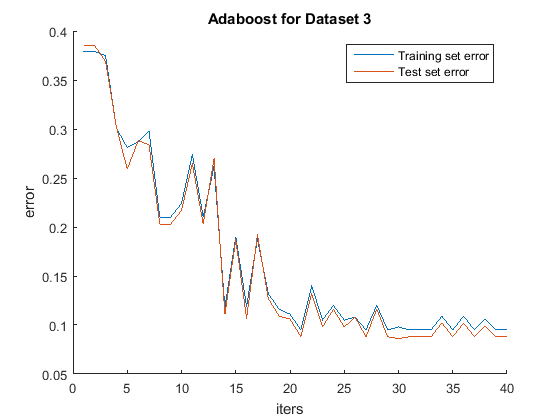 Adaboost for Dataset 3
Training set error
Test set error
0.4
0.35
0.3
0.25
0.2
0.15
0.1
0.05
error
0 5 10 15 20 25 30 35 40
iters